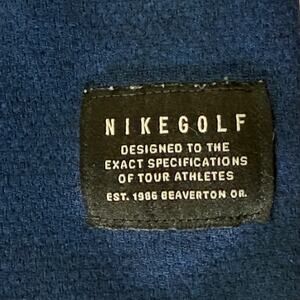 NIKEGOLF
DESIGNED TO THE
EXACT SPECIFICATIONS
OF TOUR ATHLETES
EST. 1986 BEAVERTON OR.